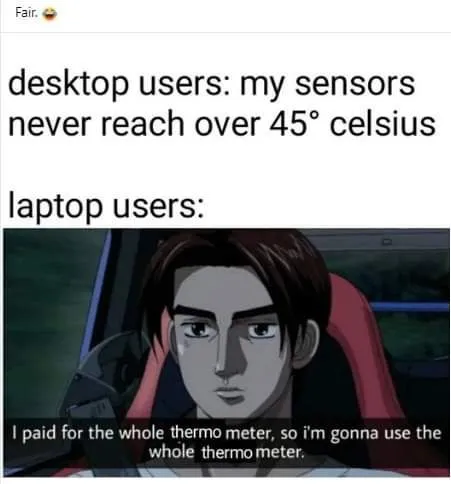 Fair. 😂
desktop users: my sensors
never reach over 45° celsius
laptop users:
I paid for the whole thermo meter, so i'm gonna use the
whole thermo meter.